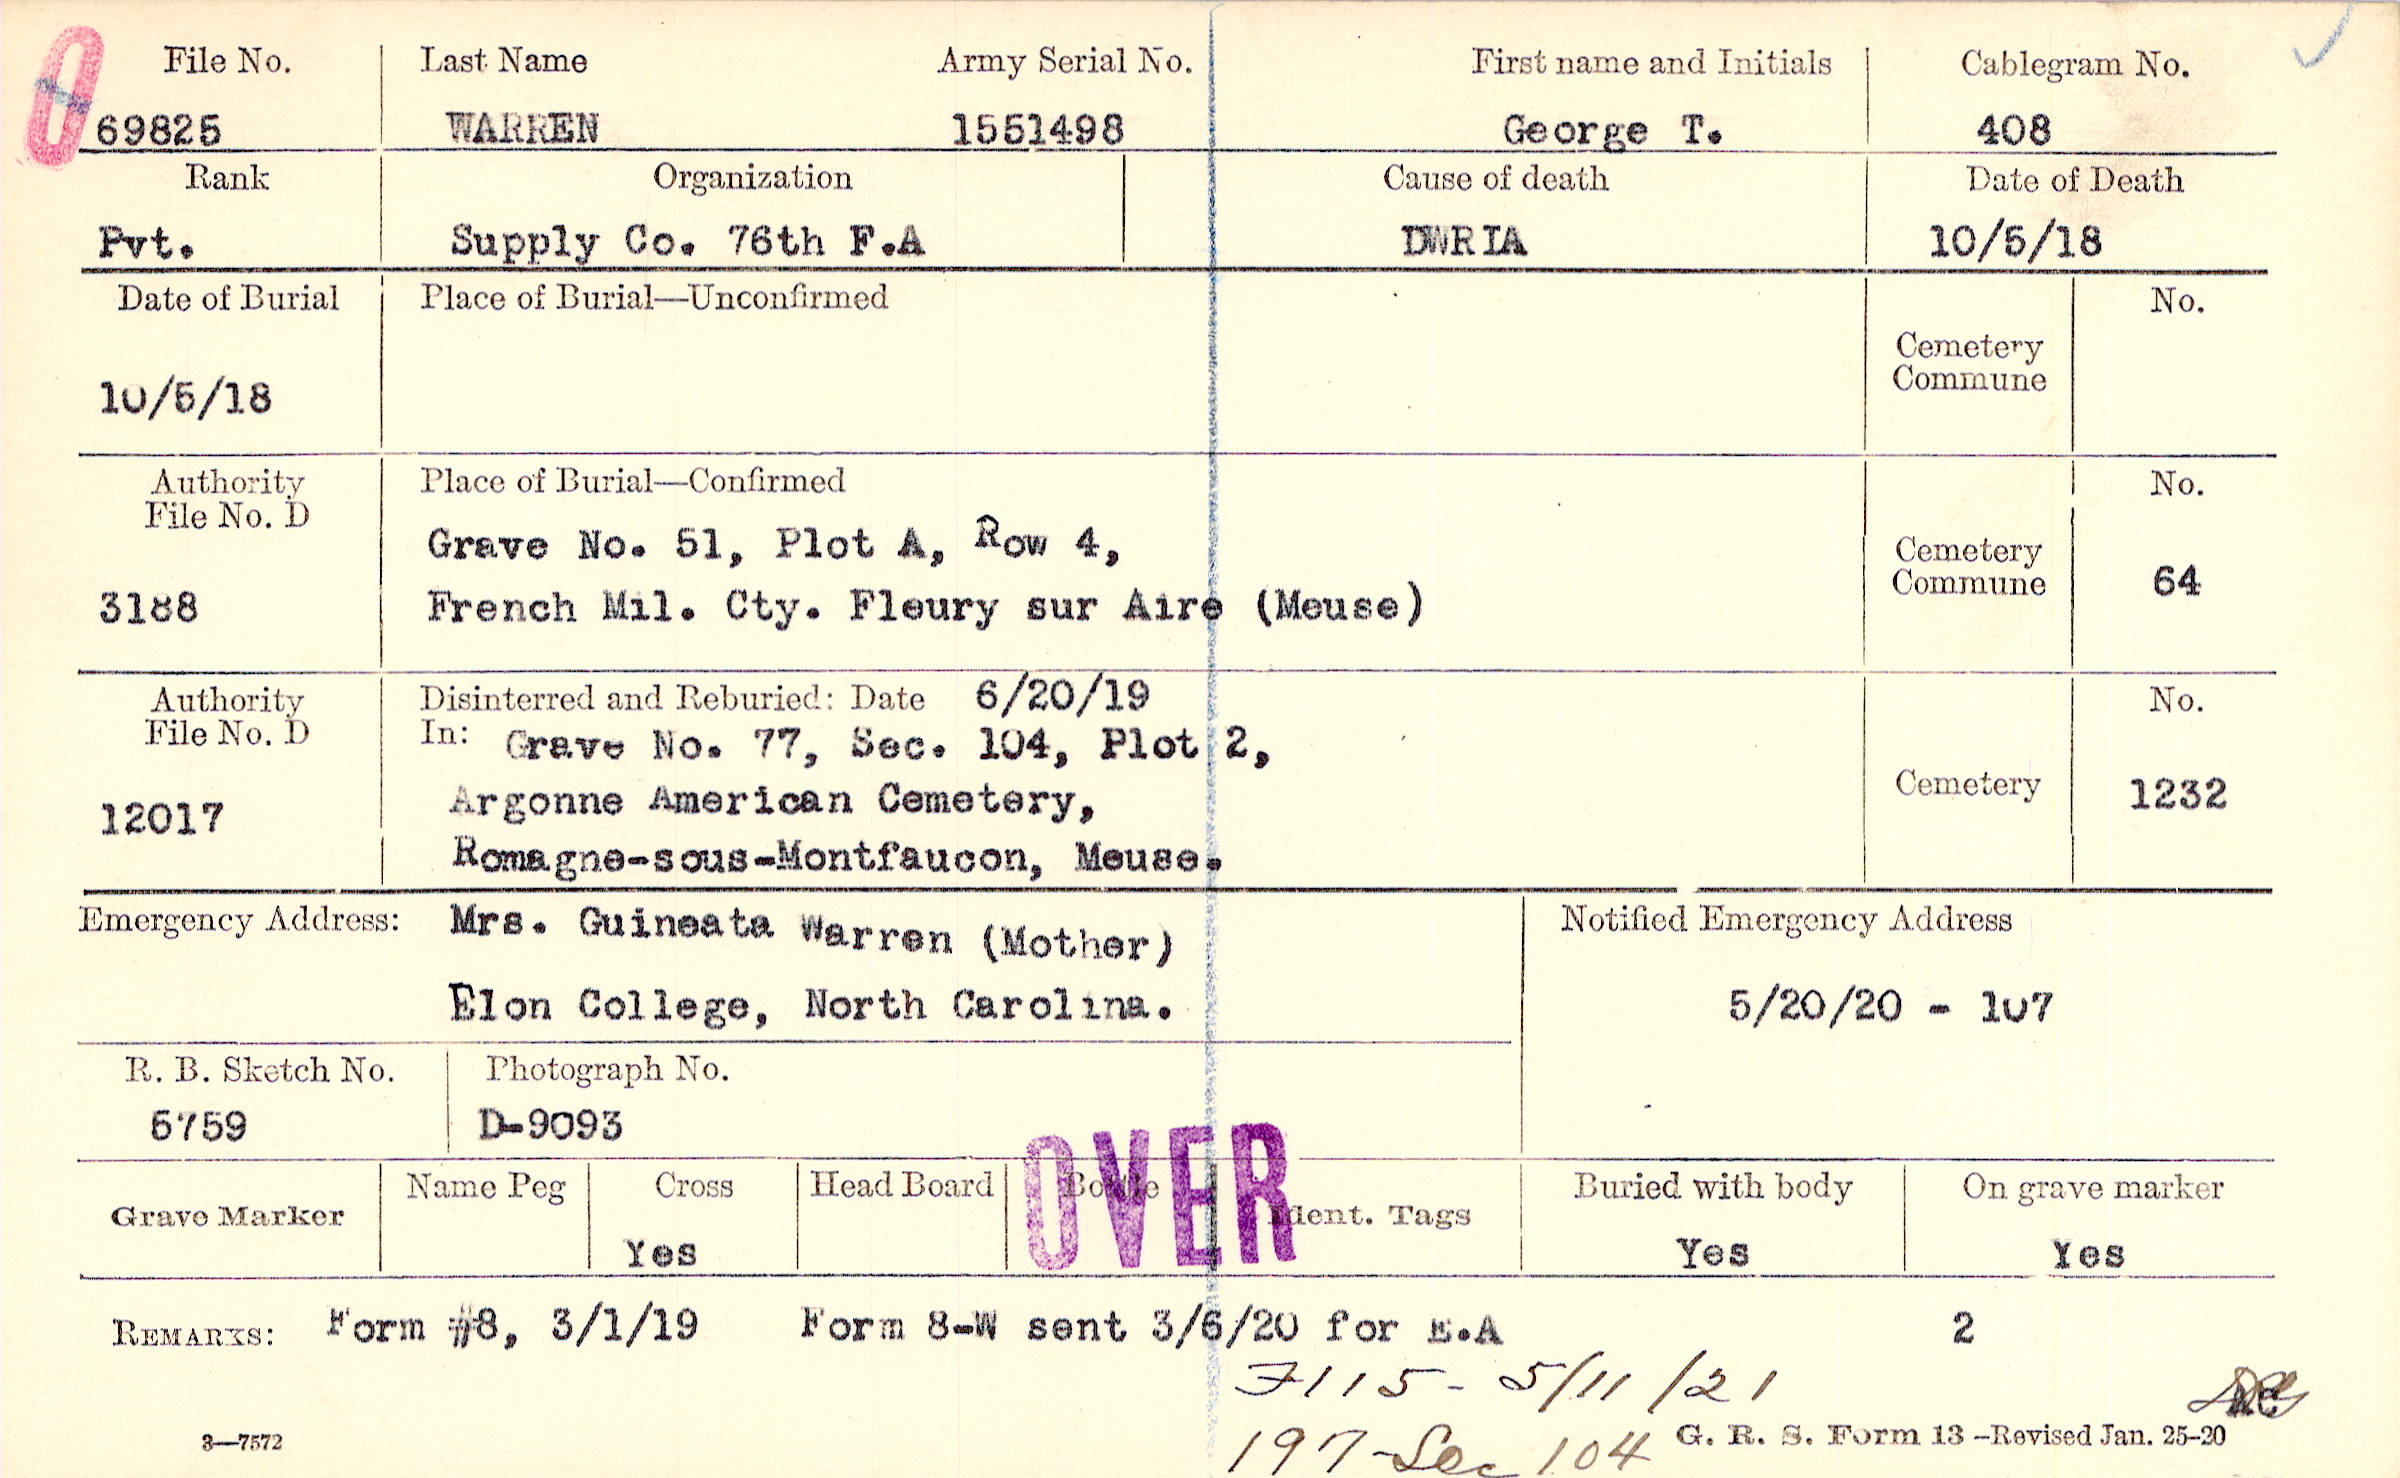 File No. Last Name Army Serial No. First name and Initials Cablegram No.
69825 WARREN 1551498 George T. 408
Rank Organization Cause of death Date of Death
Pvt. Supply Co. 76th F.A DWRIA 10/5/18
Date of Burial Place of Burial—Unconfirmed No.
Cemetery
Commune
10/5/18
Authority Place of Burial—Confirmed No.
File No. D
Grave No. 51, Plot A, Row 4,
Cemetery
Commune 64
3188 French Mil. Cty. Fleury sur Aire (Meuse)
Authority Disinterred and Reburied: Date 6/20/19 No.
File No. D In: Grave No. 77, Sec. 104, Plot 2,
Cemetery 1232
12017 Argonne American Cemetery,
Romagne-sous-Montfaucon, Meuse.
Emergency Address: Mrs. Guineata Warren (Mother) Notified Emergency Address
Elon College, North Carolina. 5/20/20 - 107
R. B. Sketch No. Photograph No.
5759 D-9093
OVER
Grave Marker Name Peg Cross Head Board Bottle Ident. Tags Buried with body On grave marker
Yes Yes Yes
REMARKS: Form #8, 3/1/19 Form 8-W sent 3/6/20 for E.A 2
7115 - 5/11/21
197-Sec 104
3—7572 G. R. S. Form 13 —Revised Jan. 25-20